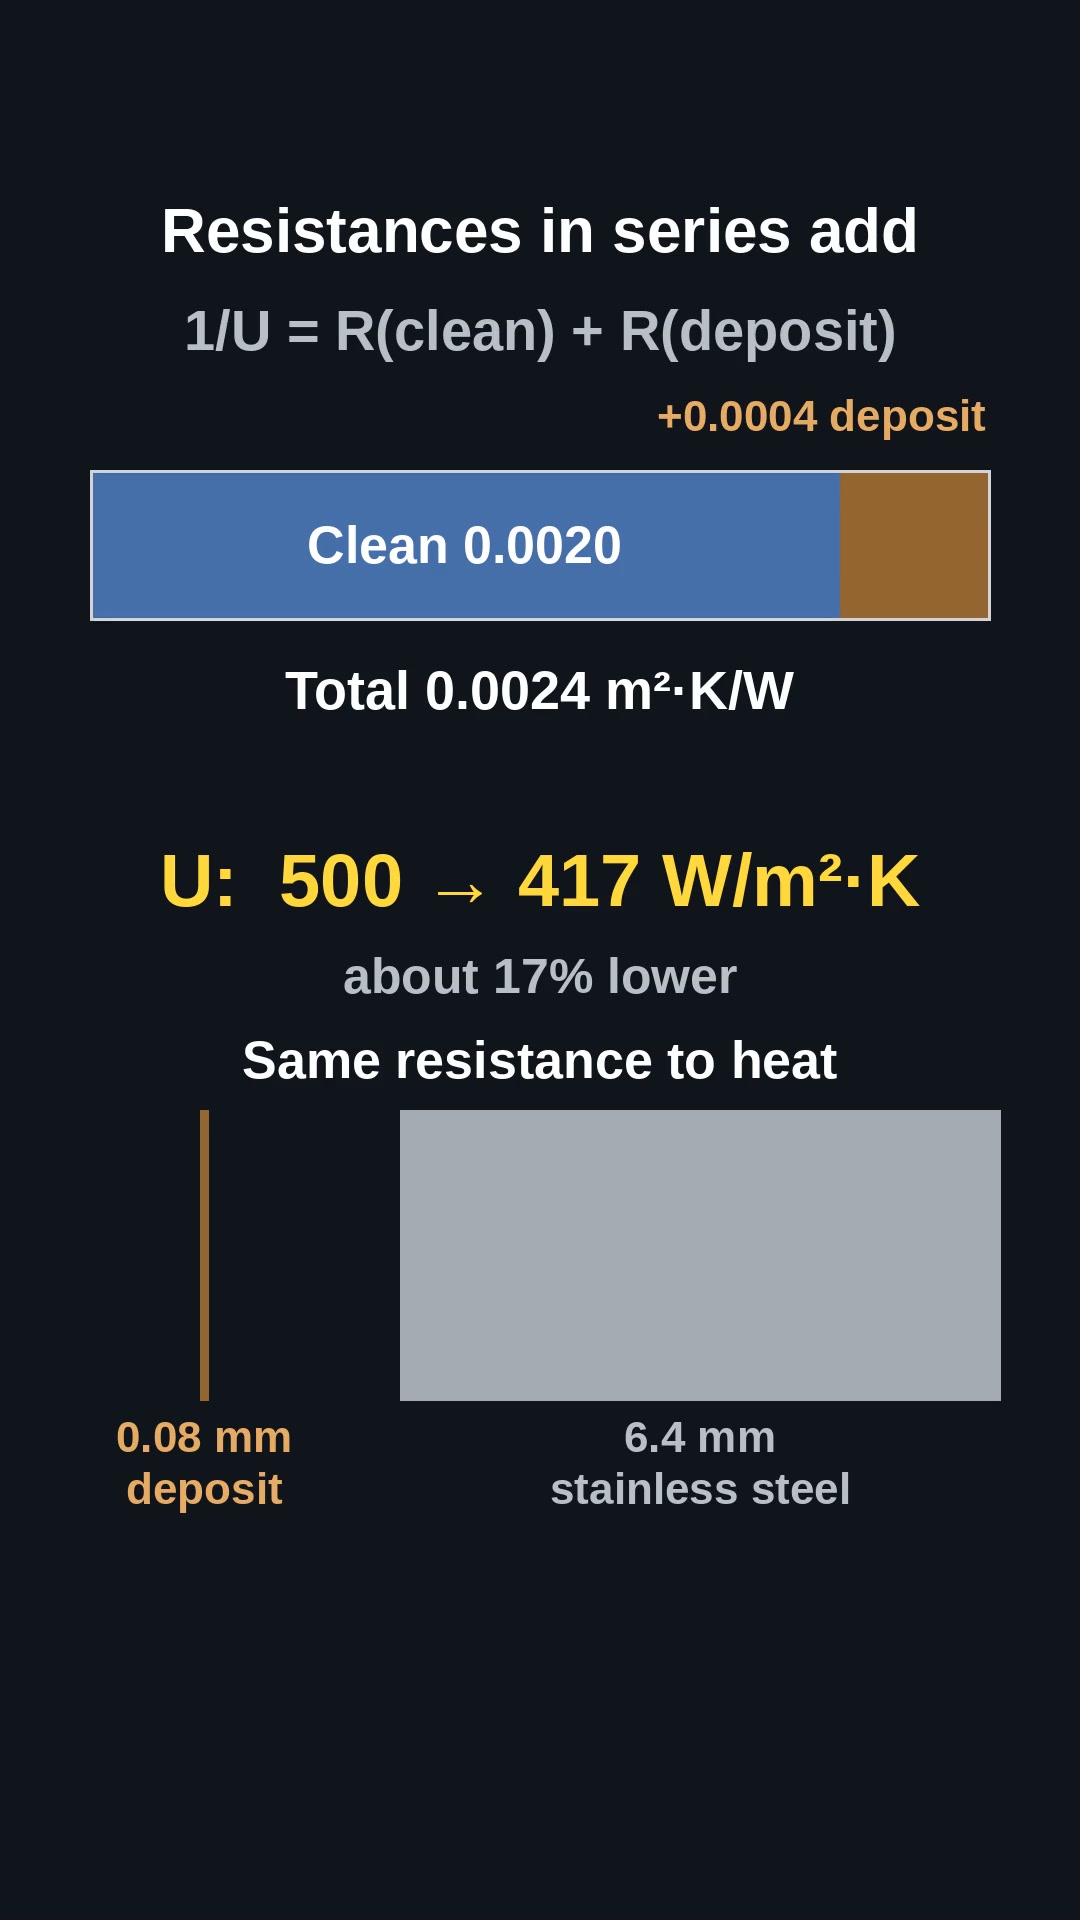 Resistances in series add
1/U = R(clean) + R(deposit)
+0.0004 deposit
Clean 0.0020
Total 0.0024 m²·K/W
U:  500 → 417 W/m²·K
about 17% lower
Same resistance to heat
0.08 mm
deposit
6.4 mm
stainless steel